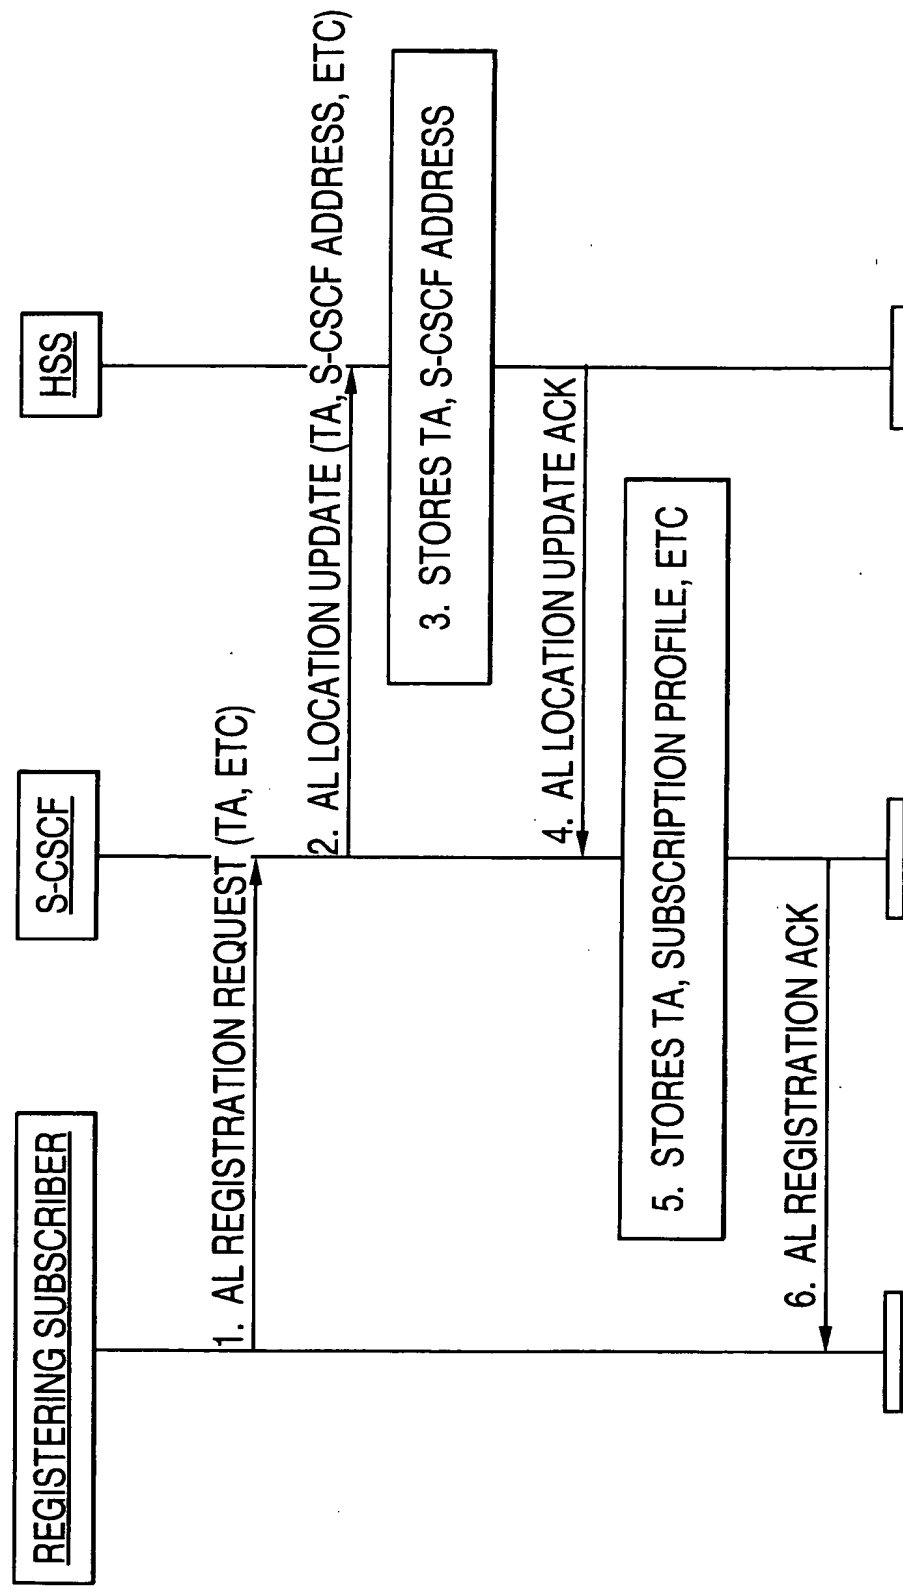 REGISTERING SUBSCRIBER
S-CSCF
HSS
1. AL REGISTRATION REQUEST (TA, ETC)
2. AL LOCATION UPDATE (TA, S-CSCF ADDRESS, ETC)
3. STORES TA, S-CSCF ADDRESS
4. AL LOCATION UPDATE ACK
5. STORES TA, SUBSCRIPTION PROFILE, ETC
6. AL REGISTRATION ACK